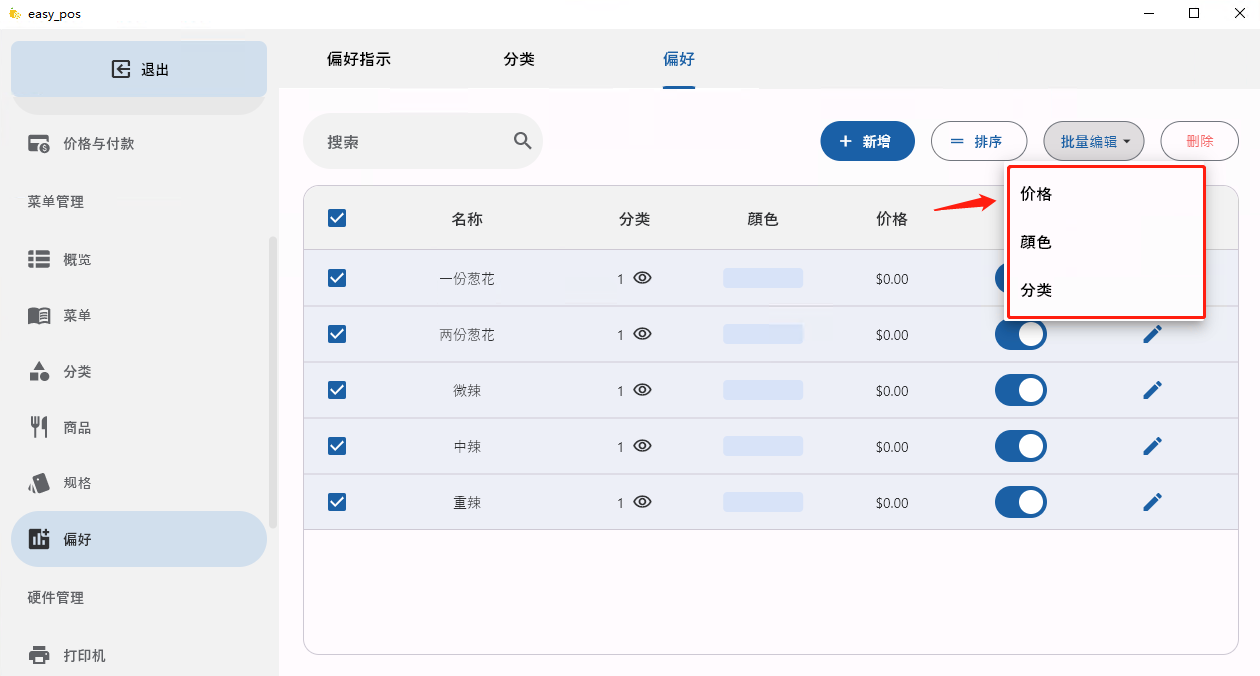 easy_pos
退出
偏好指示 分类 偏好
价格与付款
搜索
新增 排序 批量编辑 删除
菜单管理
价格
顔色
分类
名称 分类 顔色 价格
概览
一份葱花 1 $0.00
菜单
两份葱花 1 $0.00
分类
微辣 1 $0.00
商品
中辣 1 $0.00
规格
重辣 1 $0.00
偏好
硬件管理
打印机